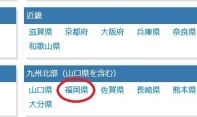 近畿
滋賀県 京都府 大阪府 兵庫県 奈良県
和歌山県
九州北部（山口県を含む）
山口県 福岡県 佐賀県 長崎県 熊本県
大分県